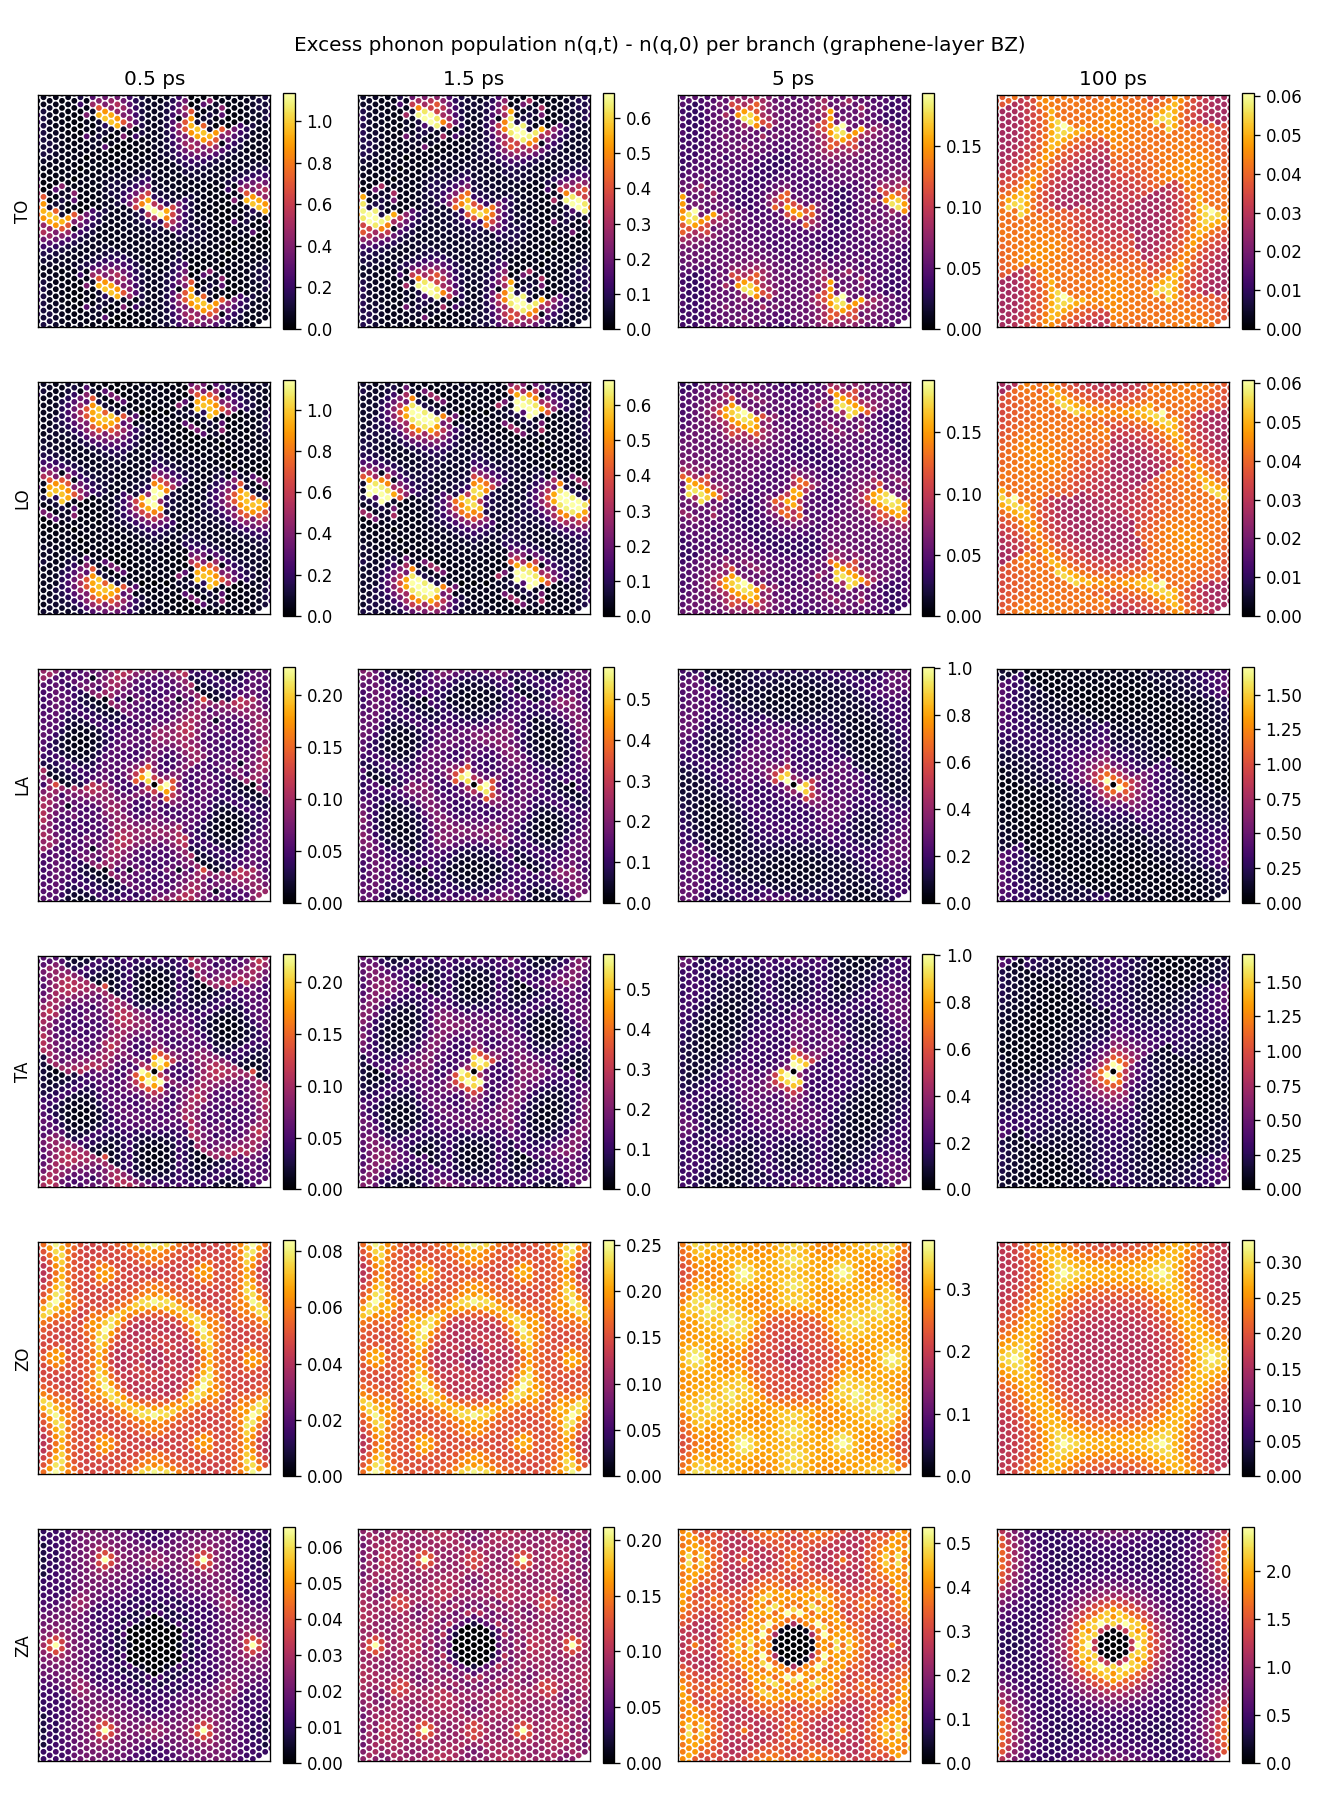 Excess phonon population n(q,t) - n(q,0) per branch (graphene-layer BZ)
0.5 ps 1.5 ps 5 ps 100 ps
TO
1.0 0.8 0.6 0.4 0.2 0.0
0.6 0.5 0.4 0.3 0.2 0.1 0.0
0.15 0.10 0.05 0.00
0.06 0.05 0.04 0.03 0.02 0.01 0.00
LO
1.0 0.8 0.6 0.4 0.2 0.0
0.6 0.5 0.4 0.3 0.2 0.1 0.0
0.15 0.10 0.05 0.00
0.06 0.05 0.04 0.03 0.02 0.01 0.00
LA
0.20 0.15 0.10 0.05 0.00
0.5 0.4 0.3 0.2 0.1 0.0
1.0 0.8 0.6 0.4 0.2 0.0
1.50 1.25 1.00 0.75 0.50 0.25 0.00
TA
0.20 0.15 0.10 0.05 0.00
0.5 0.4 0.3 0.2 0.1 0.0
1.0 0.8 0.6 0.4 0.2 0.0
1.50 1.25 1.00 0.75 0.50 0.25 0.00
ZO
0.08 0.06 0.04 0.02 0.00
0.25 0.20 0.15 0.10 0.05 0.00
0.3 0.2 0.1 0.0
0.30 0.25 0.20 0.15 0.10 0.05 0.00
ZA
0.06 0.05 0.04 0.03 0.02 0.01 0.00
0.20 0.15 0.10 0.05 0.00
0.5 0.4 0.3 0.2 0.1 0.0
2.0 1.5 1.0 0.5 0.0